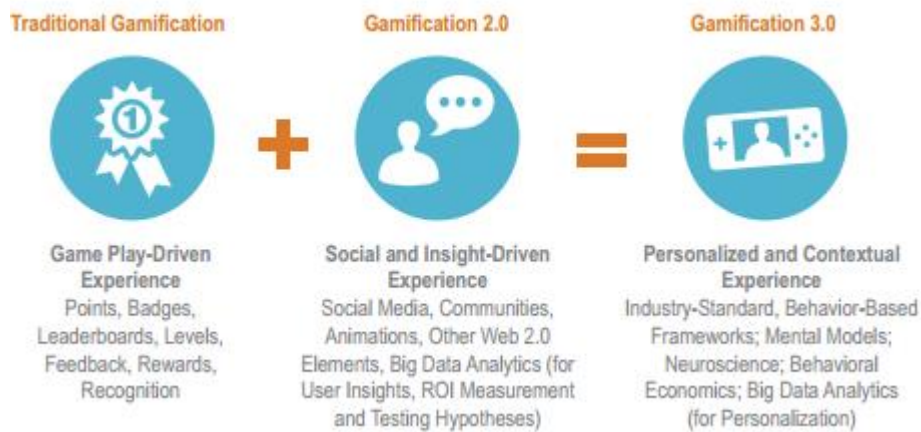 Traditional Gamification
1
Game Play-Driven
Experience
Points, Badges,
Leaderboards, Levels,
Feedback, Rewards,
Recognition
Gamification 2.0
Social and Insight-Driven
Experience
Social Media, Communities,
Animations, Other Web 2.0
Elements, Big Data Analytics (for
User Insights, ROI Measurement
and Testing Hypotheses)
Gamification 3.0
Personalized and Contextual
Experience
Industry-Standard, Behavior-Based
Frameworks; Mental Models;
Neuroscience; Behavioral
Economics; Big Data Analytics
(for Personalization)